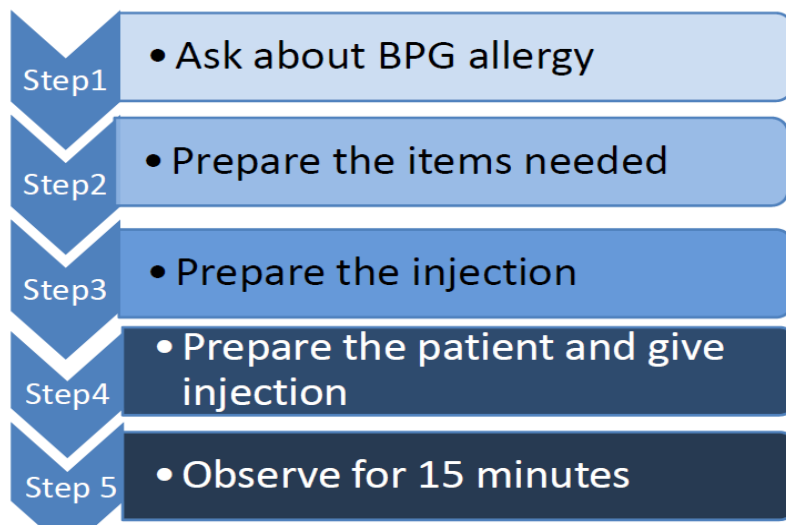 Step1
• Ask about BPG allergy
Step2
• Prepare the items needed
Step3
• Prepare the injection
Step4
• Prepare the patient and give
injection
Step 5
• Observe for 15 minutes